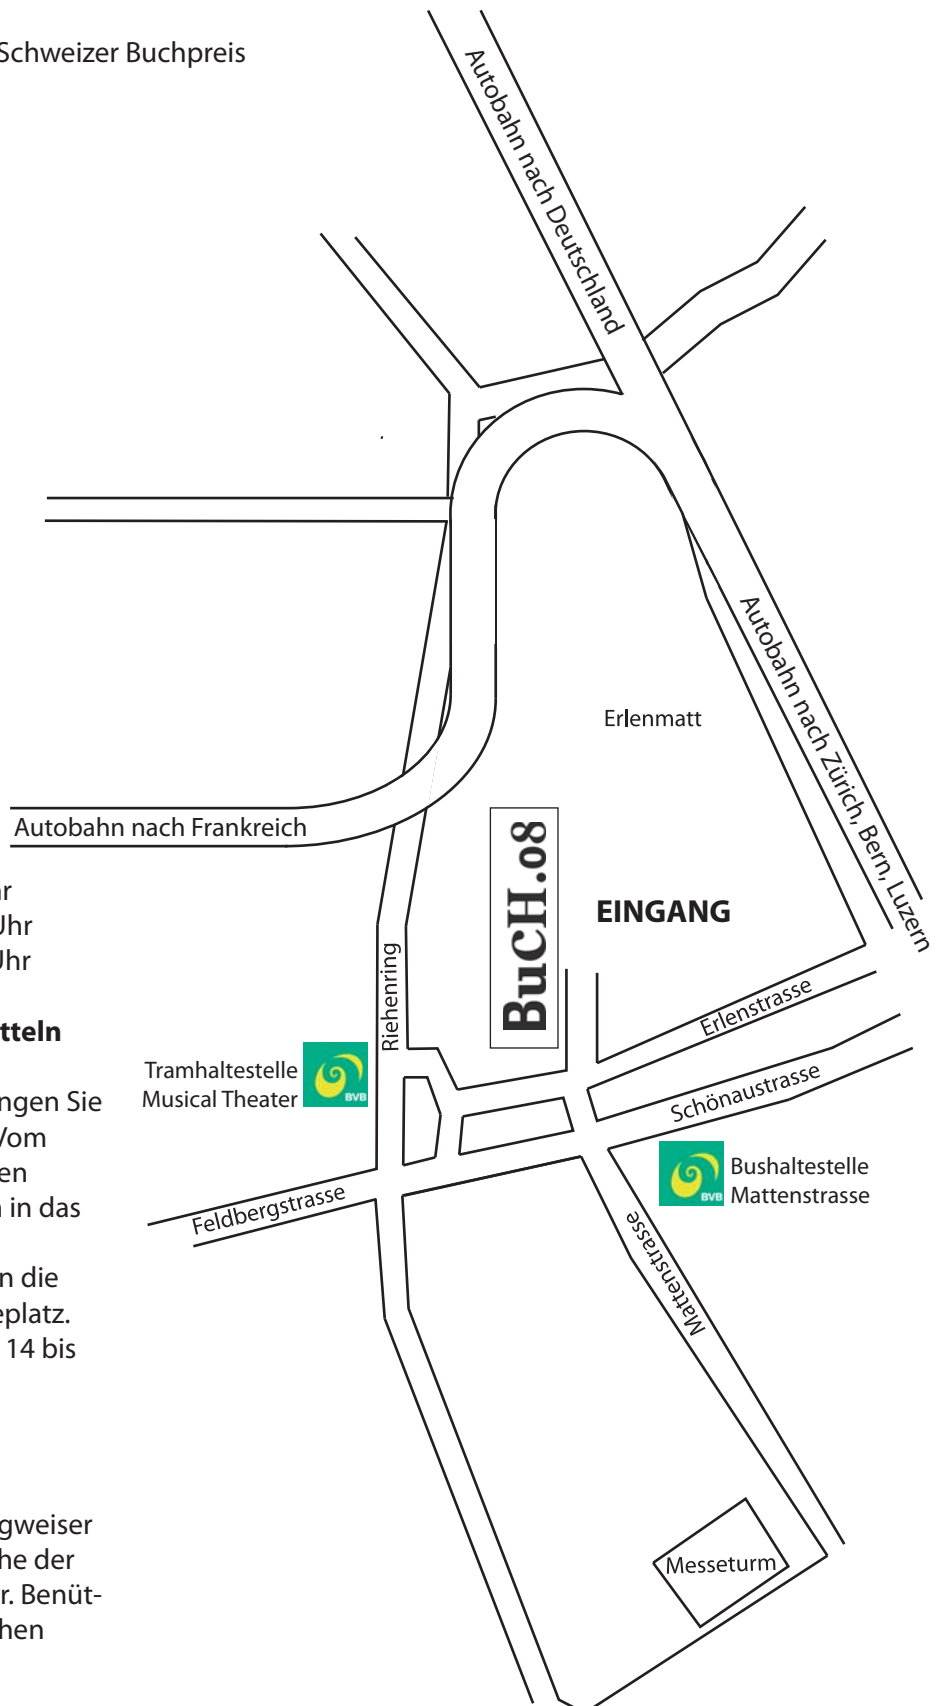 Schweizer Buchpreis
Autobahn nach Deutschland
Autobahn nach Zürich, Bern, Luzern
Erlenmatt
Autobahn nach Frankreich
BucH.08
EINGANG
Uhr
Uhr
Riehenring
Erlenstrasse
tteln
Tramhaltestelle
Musical Theater
BVB
Schönaustrasse
ngen Sie
Vom
en
in das
Bushaltestelle
Mattenstrasse
BVB
Feldbergstrasse
Mattenstrasse
n die
eplatz.
14 bis
gweiser
he der
r. Benüt-
hen
Messeturm